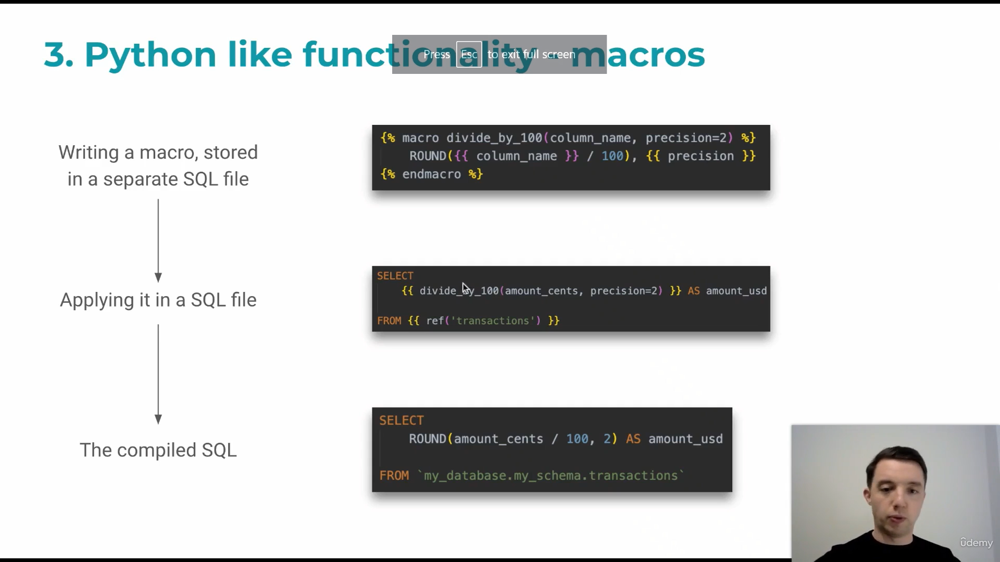 3. Python like functionality - macros
Press Esc to exit full screen
Writing a macro, stored
in a separate SQL file
{% macro divide_by_100(column_name, precision=2) %}
ROUND({{ column_name }} / 100), {{ precision }}
{% endmacro %}
Applying it in a SQL file
SELECT
{{ divide_by_100(amount_cents, precision=2) }} AS amount_usd
FROM {{ ref('transactions') }}
The compiled SQL
SELECT
ROUND(amount_cents / 100, 2) AS amount_usd
FROM `my_database.my_schema.transactions`
ûdemy